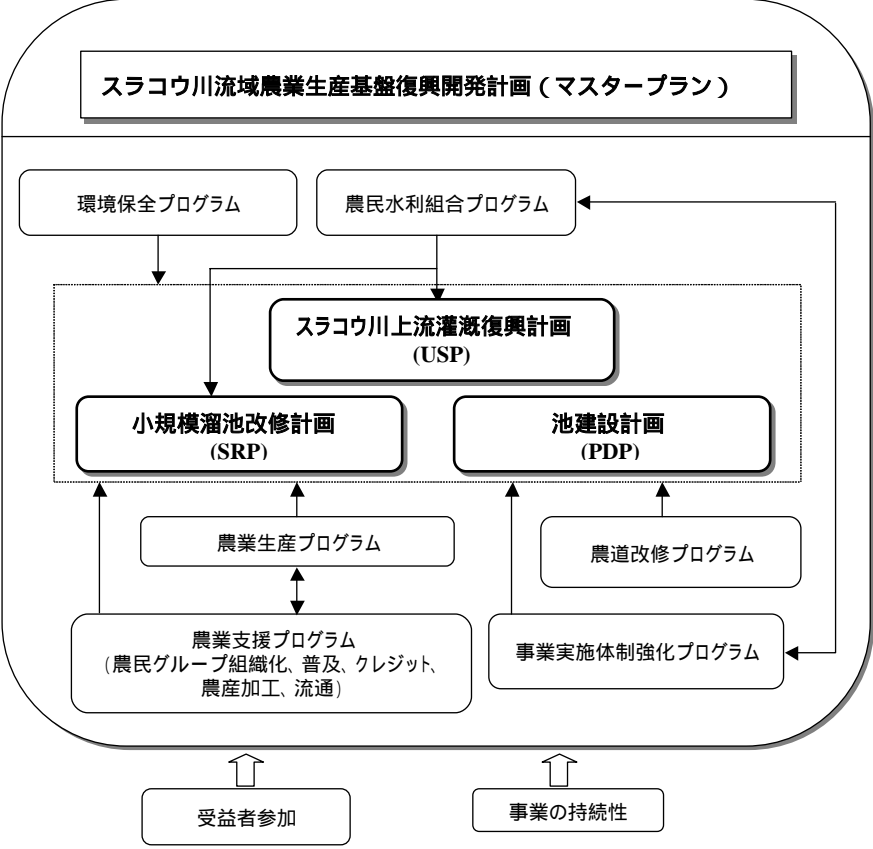 スラコウ川流域農業生産基盤復興開発計画（マスタープラン）
環境保全プログラム
農民水利組合プログラム
スラコウ川上流灌漑復興計画
(USP)
小規模溜池改修計画
(SRP)
池建設計画
(PDP)
農業生産プログラム
農道改修プログラム
農業支援プログラム
(農民グループ組織化、普及、クレジット、
農産加工、流通)
事業実施体制強化プログラム
受益者参加
事業の持続性